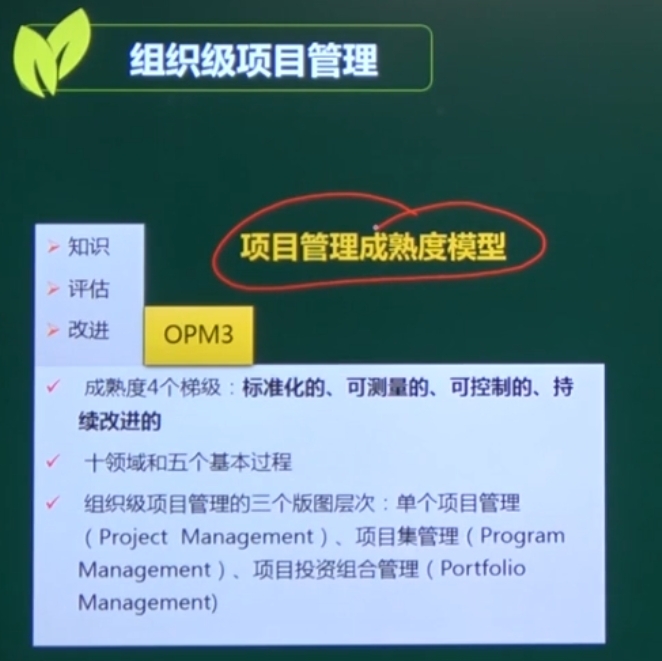 组织级项目管理
项目管理成熟度模型
知识
评估
改进
OPM3
成熟度4个梯级：标准化的、可测量的、可控制的、持
续改进的
十领域和五个基本过程
组织级项目管理的三个版图层次：单个项目管理
（Project Management）、项目集管理（Program
Management）、项目投资组合管理（Portfolio
Management)